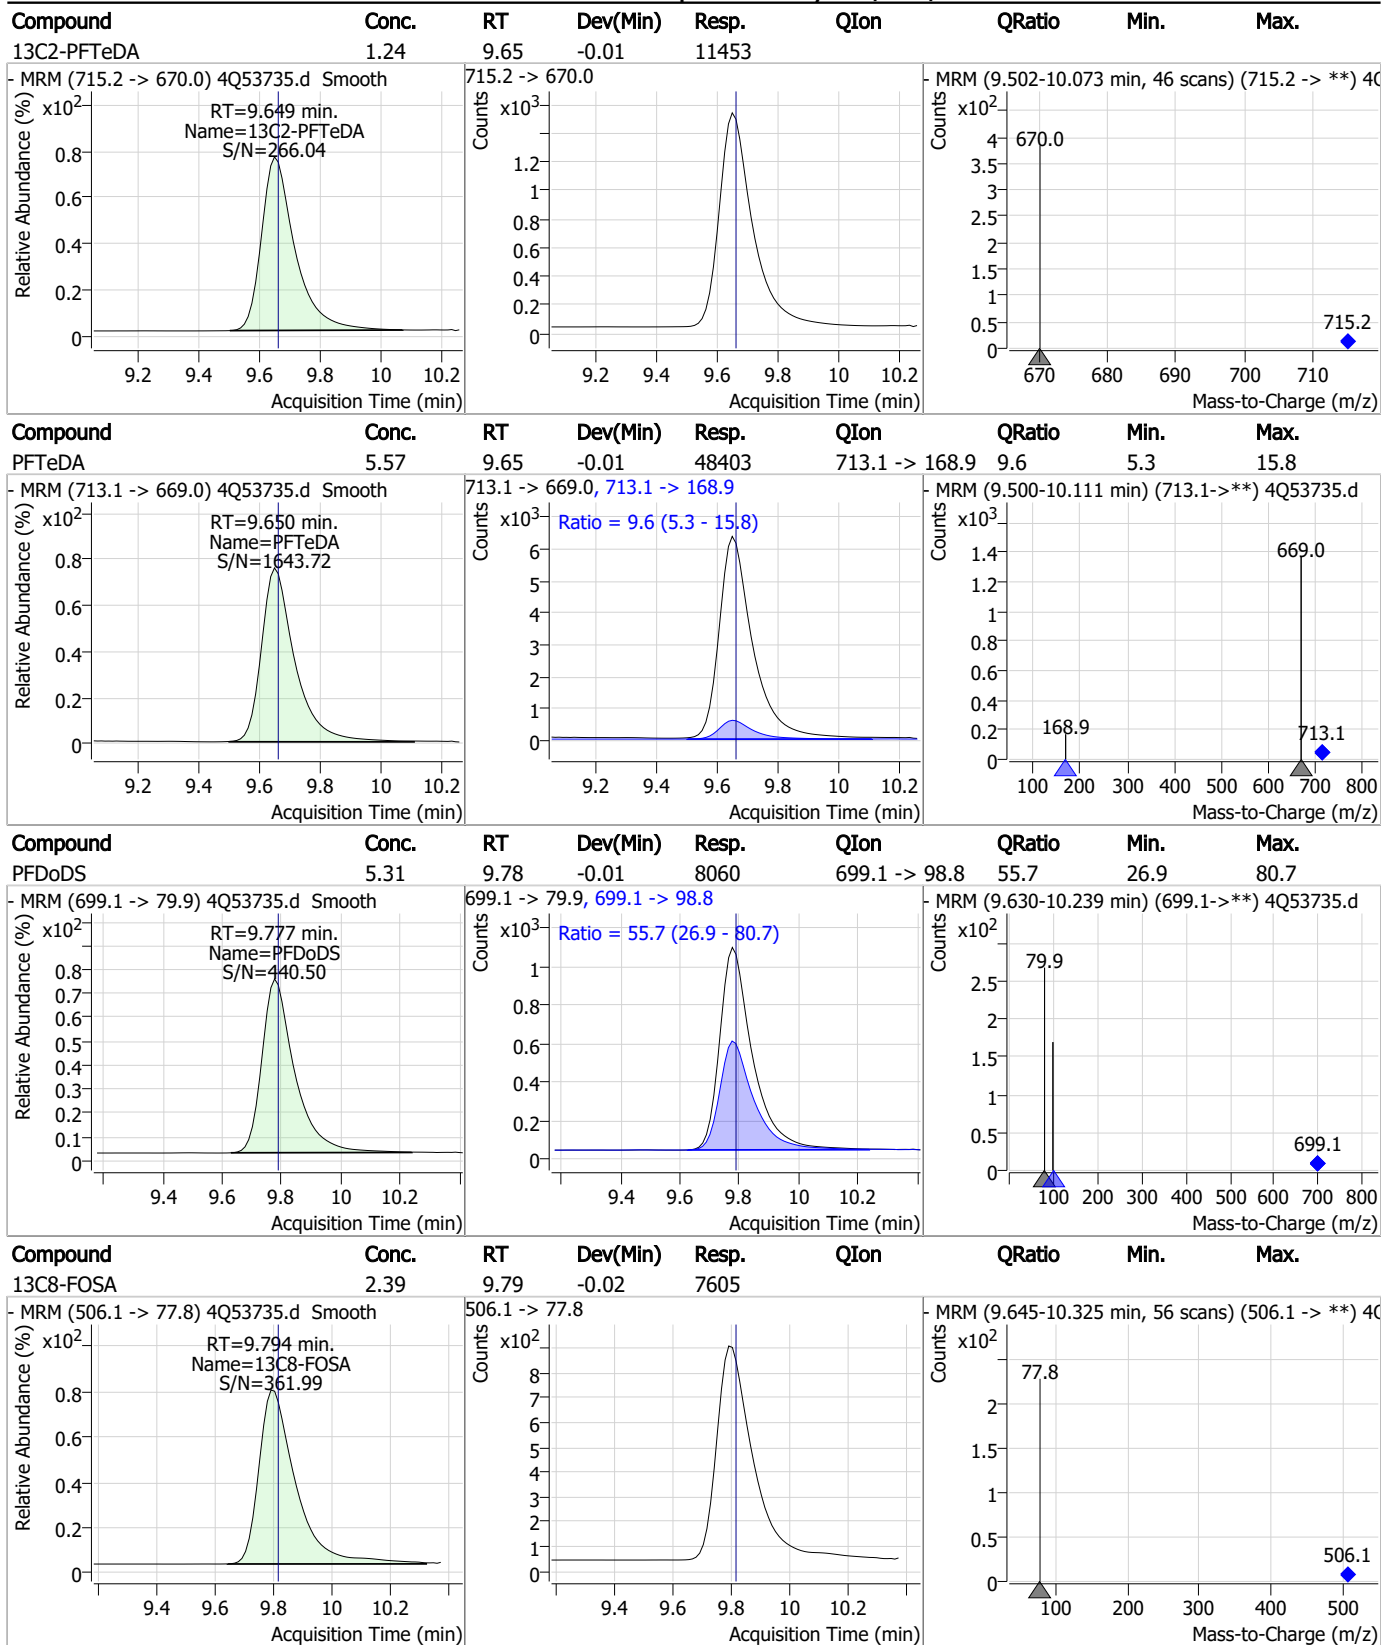 Compound Conc. RT Dev(Min) Resp. QIon QRatio Min. Max.
13C2-PFTeDA 1.24 9.65 -0.01 11453
- MRM (715.2 -> 670.0) 4Q53735.d Smooth
RT=9.649 min.
Name=13C2-PFTeDA
S/N=266.04
Relative Abundance (%)
x10²
0.8
0.6
0.4
0.2
0
9.2 9.4 9.6 9.8 10 10.2
Acquisition Time (min)
715.2 -> 670.0
Counts
x10³
1.2
1
0.8
0.6
0.4
0.2
0
9.2 9.4 9.6 9.8 10 10.2
Acquisition Time (min)
- MRM (9.502-10.073 min, 46 scans) (715.2 -> **) 4Q
Counts
x10²
4
3.5
3
2.5
2
1.5
1
0.5
0
670.0
715.2
670 680 690 700 710
Mass-to-Charge (m/z)
Compound Conc. RT Dev(Min) Resp. QIon QRatio Min. Max.
PFTeDA 5.57 9.65 -0.01 48403 713.1 -> 168.9 9.6 5.3 15.8
- MRM (713.1 -> 669.0) 4Q53735.d Smooth
RT=9.650 min.
Name=PFTeDA
S/N=1643.72
Relative Abundance (%)
x10²
0.8
0.6
0.4
0.2
0
9.2 9.4 9.6 9.8 10 10.2
Acquisition Time (min)
713.1 -> 669.0, 713.1 -> 168.9
Ratio = 9.6 (5.3 - 15.8)
Counts
x10³
6
5
4
3
2
1
0
9.2 9.4 9.6 9.8 10 10.2
Acquisition Time (min)
- MRM (9.500-10.111 min) (713.1->**) 4Q53735.d
Counts
x10³
1.4
1.2
1
0.8
0.6
0.4
0.2
0
669.0
168.9
713.1
100 200 300 400 500 600 700 800
Mass-to-Charge (m/z)
Compound Conc. RT Dev(Min) Resp. QIon QRatio Min. Max.
PFDoDS 5.31 9.78 -0.01 8060 699.1 -> 98.8 55.7 26.9 80.7
- MRM (699.1 -> 79.9) 4Q53735.d Smooth
RT=9.777 min.
Name=PFDoDS
S/N=440.50
Relative Abundance (%)
x10²
0.8
0.7
0.6
0.5
0.4
0.3
0.2
0.1
0
9.4 9.6 9.8 10 10.2
Acquisition Time (min)
699.1 -> 79.9, 699.1 -> 98.8
Ratio = 55.7 (26.9 - 80.7)
Counts
x10³
1
0.8
0.6
0.4
0.2
0
9.4 9.6 9.8 10 10.2
Acquisition Time (min)
- MRM (9.630-10.239 min) (699.1->**) 4Q53735.d
Counts
x10²
2.5
2
1.5
1
0.5
0
79.9
699.1
100 200 300 400 500 600 700 800
Mass-to-Charge (m/z)
Compound Conc. RT Dev(Min) Resp. QIon QRatio Min. Max.
13C8-FOSA 2.39 9.79 -0.02 7605
- MRM (506.1 -> 77.8) 4Q53735.d Smooth
RT=9.794 min.
Name=13C8-FOSA
S/N=361.99
Relative Abundance (%)
x10²
0.8
0.6
0.4
0.2
0
9.4 9.6 9.8 10 10.2
Acquisition Time (min)
506.1 -> 77.8
Counts
x10²
8
7
6
5
4
3
2
1
0
9.4 9.6 9.8 10 10.2
Acquisition Time (min)
- MRM (9.645-10.325 min, 56 scans) (506.1 -> **) 4Q
Counts
x10²
2
1.5
1
0.5
0
77.8
506.1
100 200 300 400 500
Mass-to-Charge (m/z)